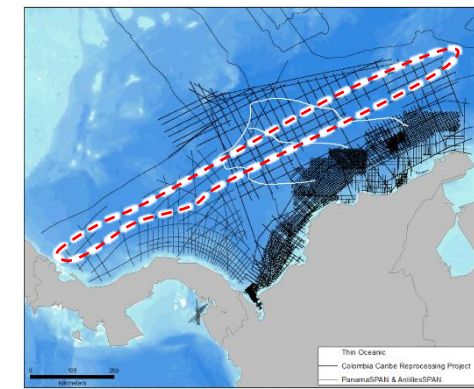 0 125 250
Kilometers
Thin Oceanic
Colombia Caribe Reprocessing Project
PanamaSPAN & AntillesSPAN